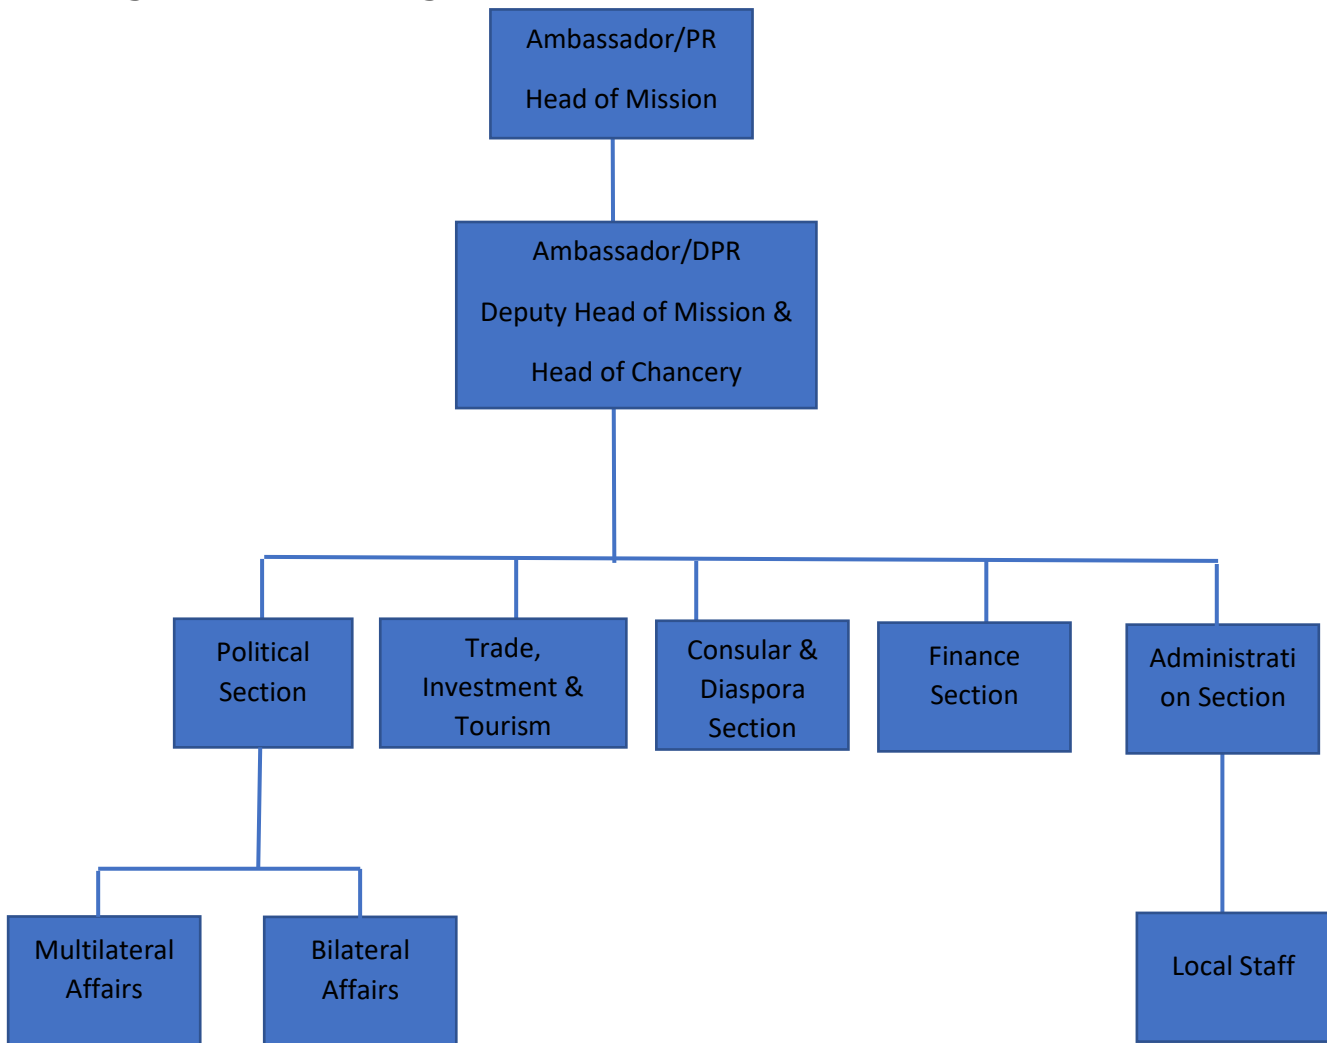 Ambassador/PR
Head of Mission
Ambassador/DPR
Deputy Head of Mission &
Head of Chancery
Political
Section
Trade,
Investment &
Tourism
Consular &
Diaspora
Section
Finance
Section
Administrati
on Section
Multilateral
Affairs
Bilateral
Affairs
Local Staff